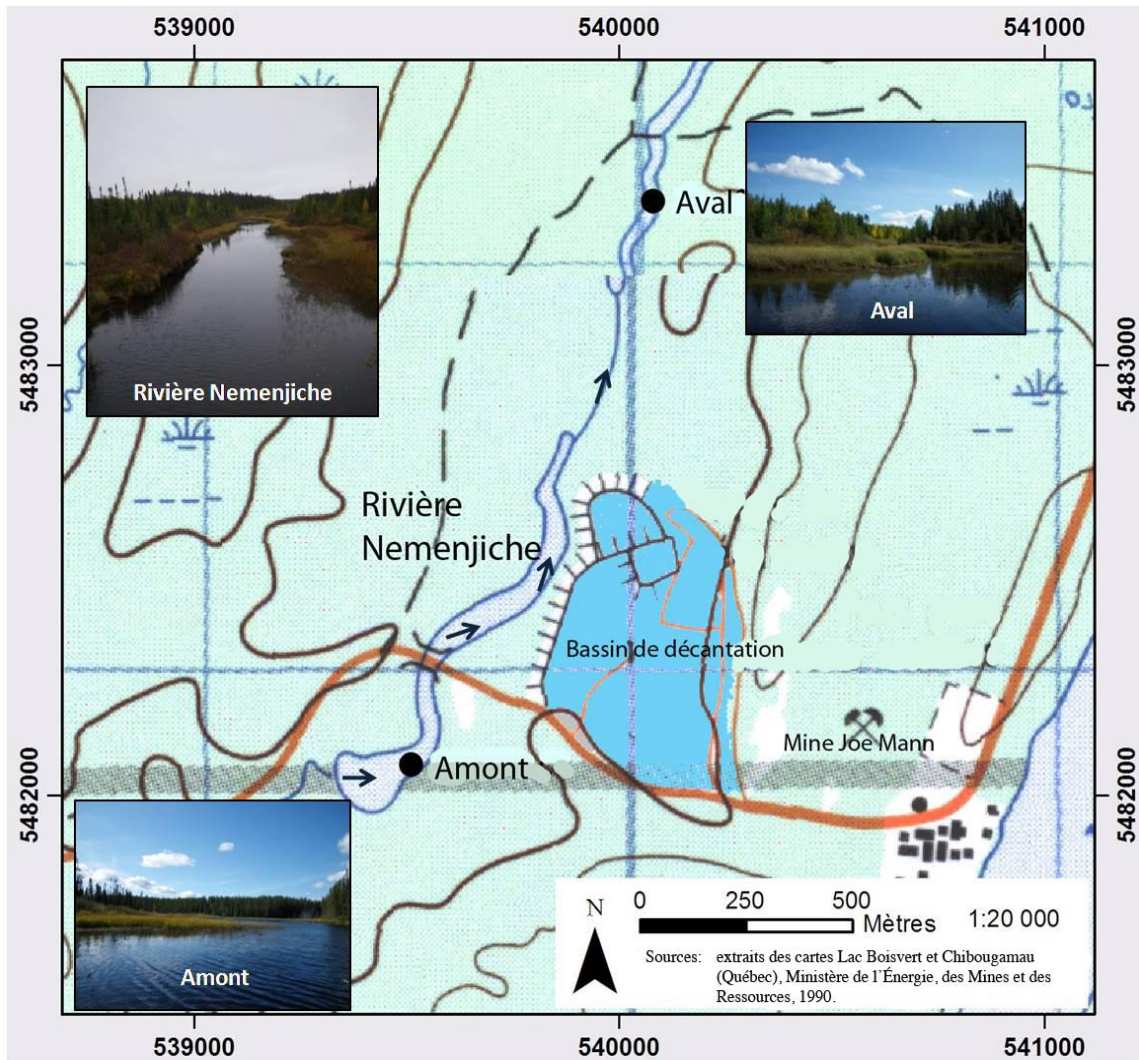 539000
540000
541000
Aval
Aval
Rivière Nemenjiche
5483000
5483000
Rivière
Nemenjiche
Bassin de décantation
Mine Joe Mann
Amont
5482000
5482000
Amont
N
0 250 500
Mètres
1:20 000
Sources: extraits des cartes Lac Boisvert et Chibougamau
(Québec), Ministère de l'Énergie, des Mines et des
Ressources, 1990.
539000
540000
541000